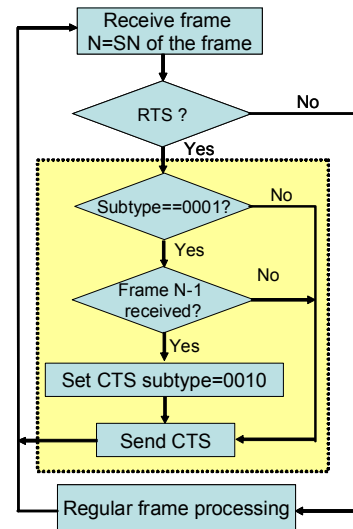 Receive frame
N=SN of the frame
RTS ?
No
Yes
Subtype==0001?
No
Yes
Frame N-1
received?
No
Yes
Set CTS subtype=0010
Send CTS
Regular frame processing